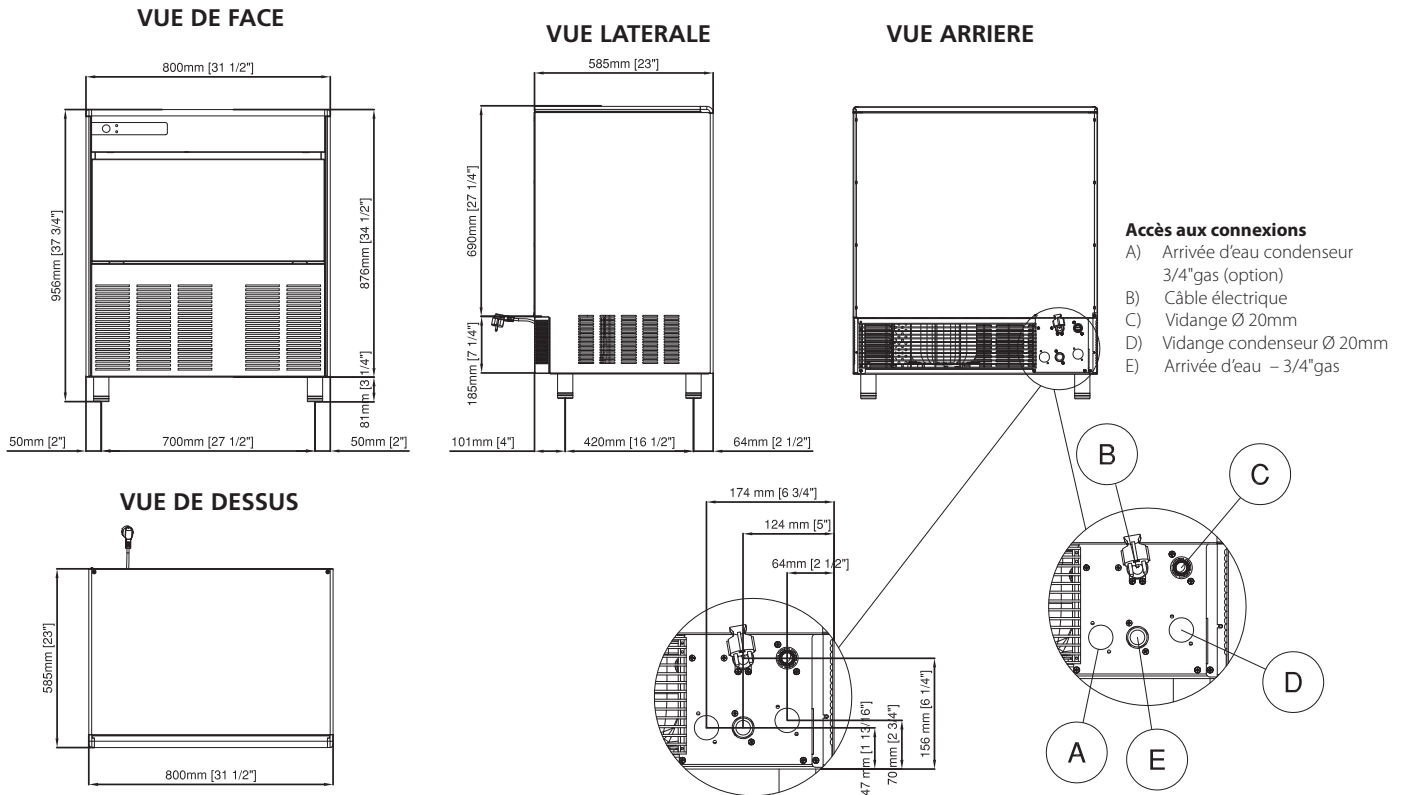 VUE DE FACE
800mm [31 1/2"]
956mm [37 3/4"]
876mm [34 1/2"]
81mm [3 1/4"]
50mm [2"]
700mm [27 1/2"]
50mm [2"]
VUE LATERALE
585mm [23"]
690mm [27 1/4"]
185mm [7 1/4"]
101mm [4"]
420mm [16 1/2"]
64mm [2 1/2"]
VUE ARRIERE
Accès aux connexions
A) Arrivée d'eau condenseur
3/4"gas (option)
B) Câble électrique
C) Vidange Ø 20mm
D) Vidange condenseur Ø 20mm
E) Arrivée d'eau – 3/4"gas
VUE DE DESSUS
585mm [23"]
800mm [31 1/2"]
174 mm [6 3/4"]
124 mm [5"]
64mm [2 1/2"]
47 mm [1 13/16"]
70mm [2 3/4"]
156 mm [6 1/4"]
B
C
D
A
E